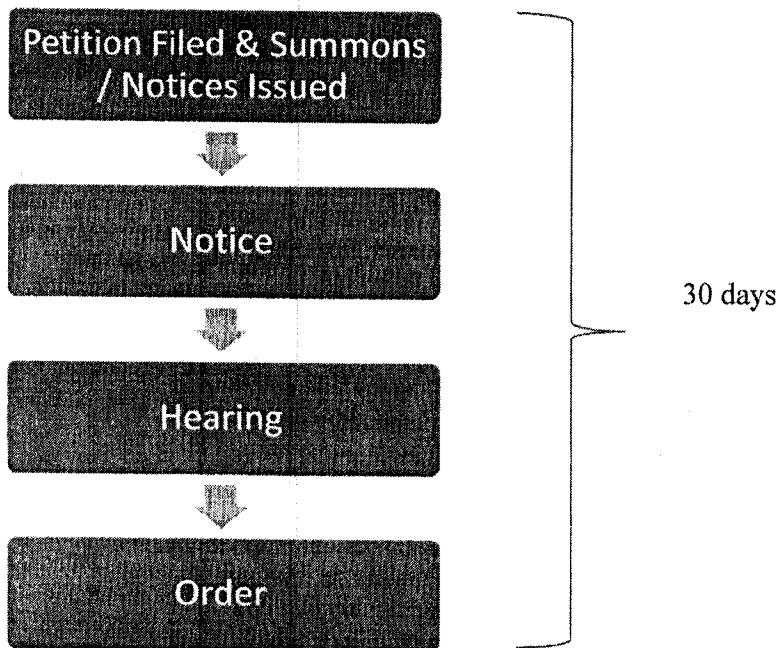 Petition Filed & Summons
/ Notices Issued
Notice
Hearing
Order
30 days